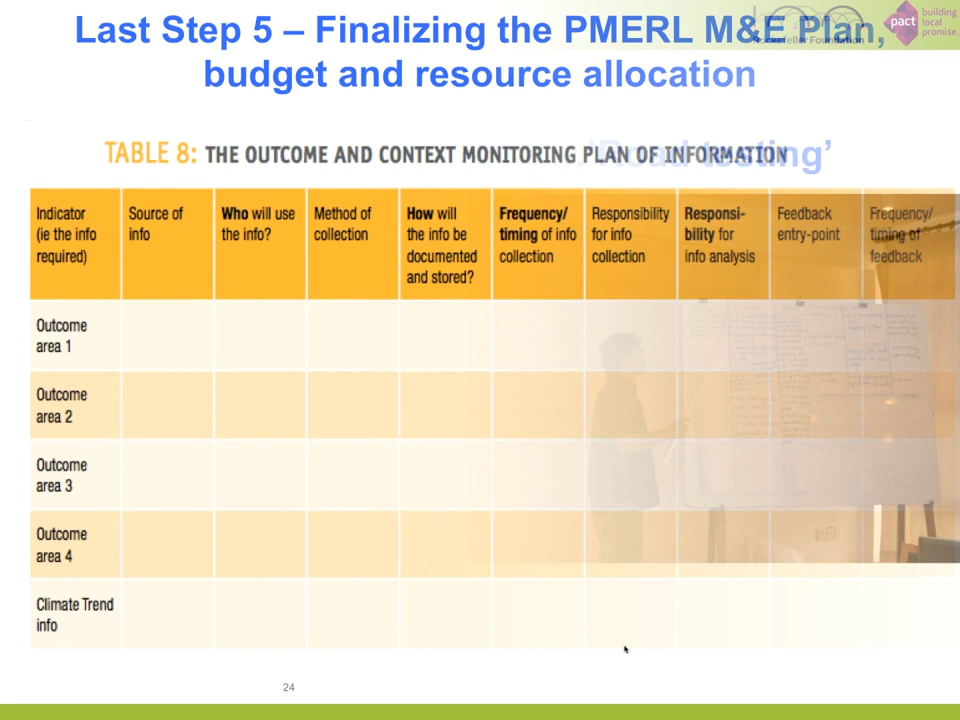 Last Step 5 – Finalizing the PMERL M&E Plan,
budget and resource allocation
Rockefeller Foundation
pact
building
local
promise.
TABLE 8: THE OUTCOME AND CONTEXT MONITORING PLAN OF INFORMATION
‘Road testing’
Indicator
(ie the info
required)
Source of
info
Who will use
the info?
Method of
collection
How will
the info be
documented
and stored?
Frequency/
timing of info
collection
Responsibility
for info
collection
Responsi-
bility for
info analysis
Feedback
entry-point
Frequency/
timing of
feedback
Outcome
area 1
Outcome
area 2
Outcome
area 3
Outcome
area 4
Climate Trend
info
24